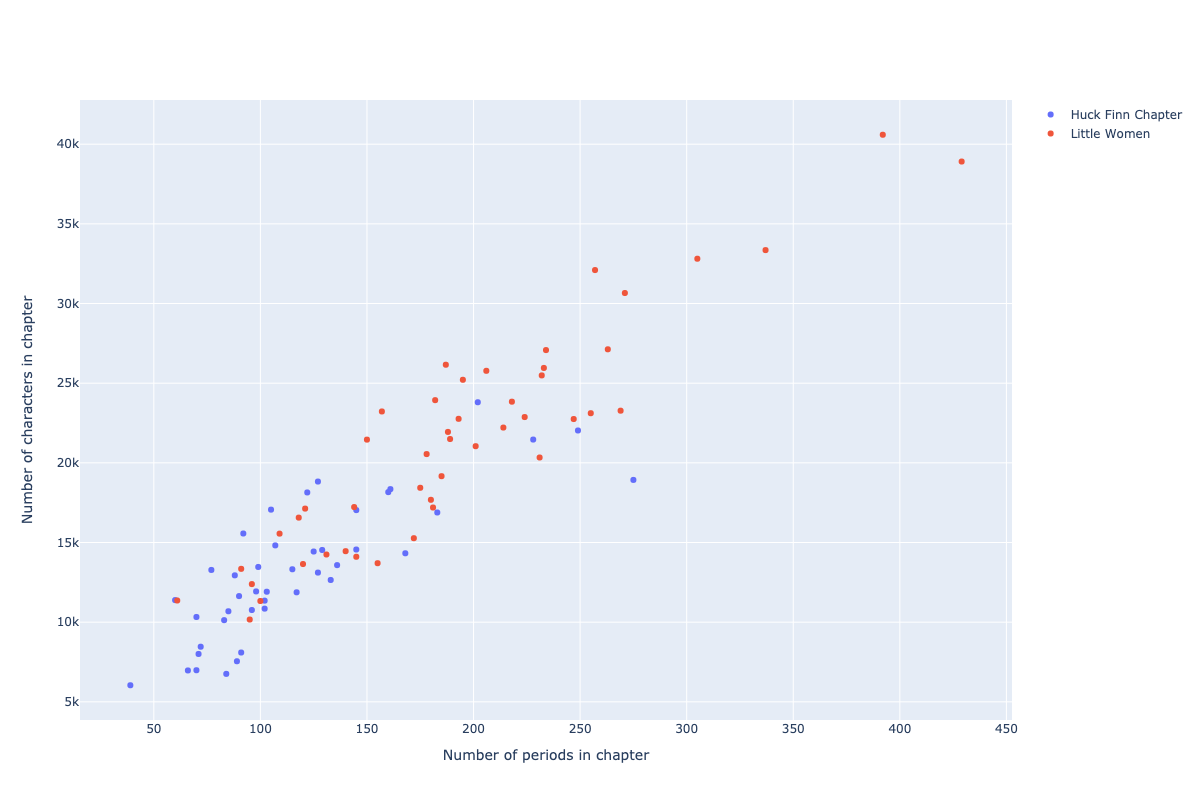 Huck Finn Chapter
Little Women
40k
35k
30k
25k
20k
15k
10k
5k
Number of characters in chapter
50 100 150 200 250 300 350 400 450
Number of periods in chapter